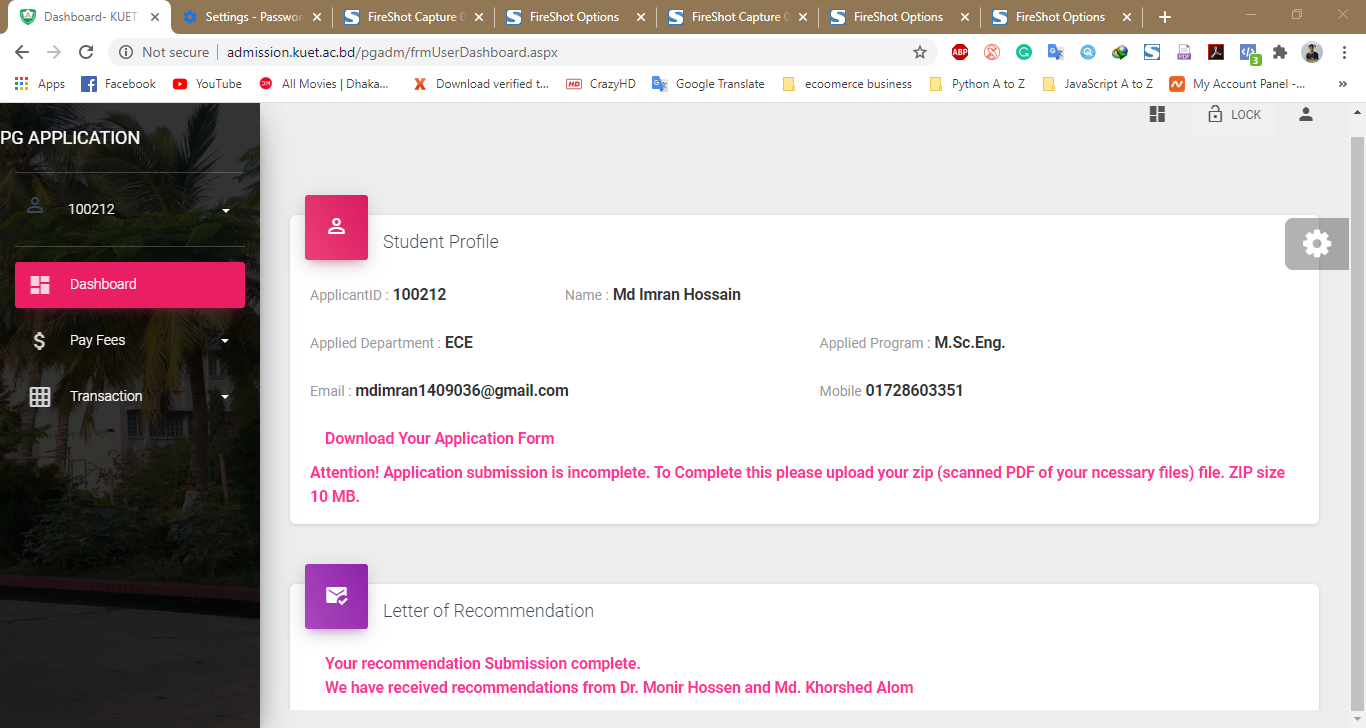 Dashboard- KUET
Settings - Passwor
FireShot Capture 0
FireShot Options
FireShot Capture 0
FireShot Options
FireShot Options
Not secure
admission.kuet.ac.bd/pgadm/frmUserDashboard.aspx
ABP
3
Apps
Facebook
YouTube
All Movies | Dhaka...
Download verified t...
HD
CrazyHD
Google Translate
ecoomerce business
Python A to Z
JavaScript A to Z
My Account Panel -...
PG APPLICATION
LOCK
100212
Dashboard
Pay Fees
Transaction
Student Profile
ApplicantID : 100212
Name : Md Imran Hossain
Applied Department : ECE
Applied Program : M.Sc.Eng.
Email : mdimran1409036@gmail.com
Mobile 01728603351
Download Your Application Form
Attention! Application submission is incomplete. To Complete this please upload your zip (scanned PDF of your ncessary files) file. ZIP size
10 MB.
Letter of Recommendation
Your recommendation Submission complete.
We have received recommendations from Dr. Monir Hossen and Md. Khorshed Alom